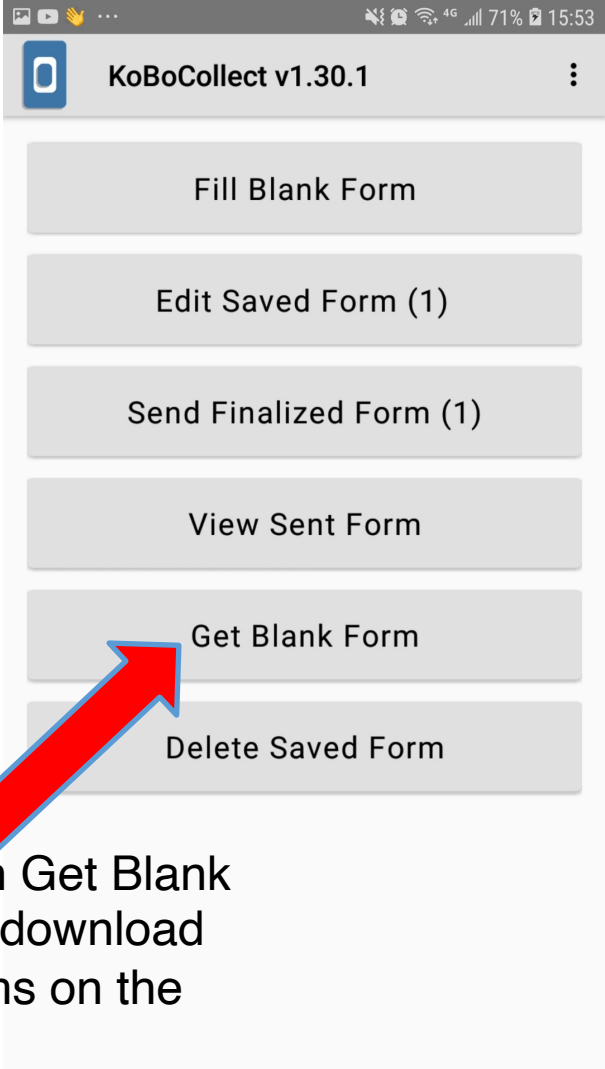 4G 71% 15:53
KoBoCollect v1.30.1
Fill Blank Form
Edit Saved Form (1)
Send Finalized Form (1)
View Sent Form
Get Blank Form
Delete Saved Form
Get Blank
download
on the